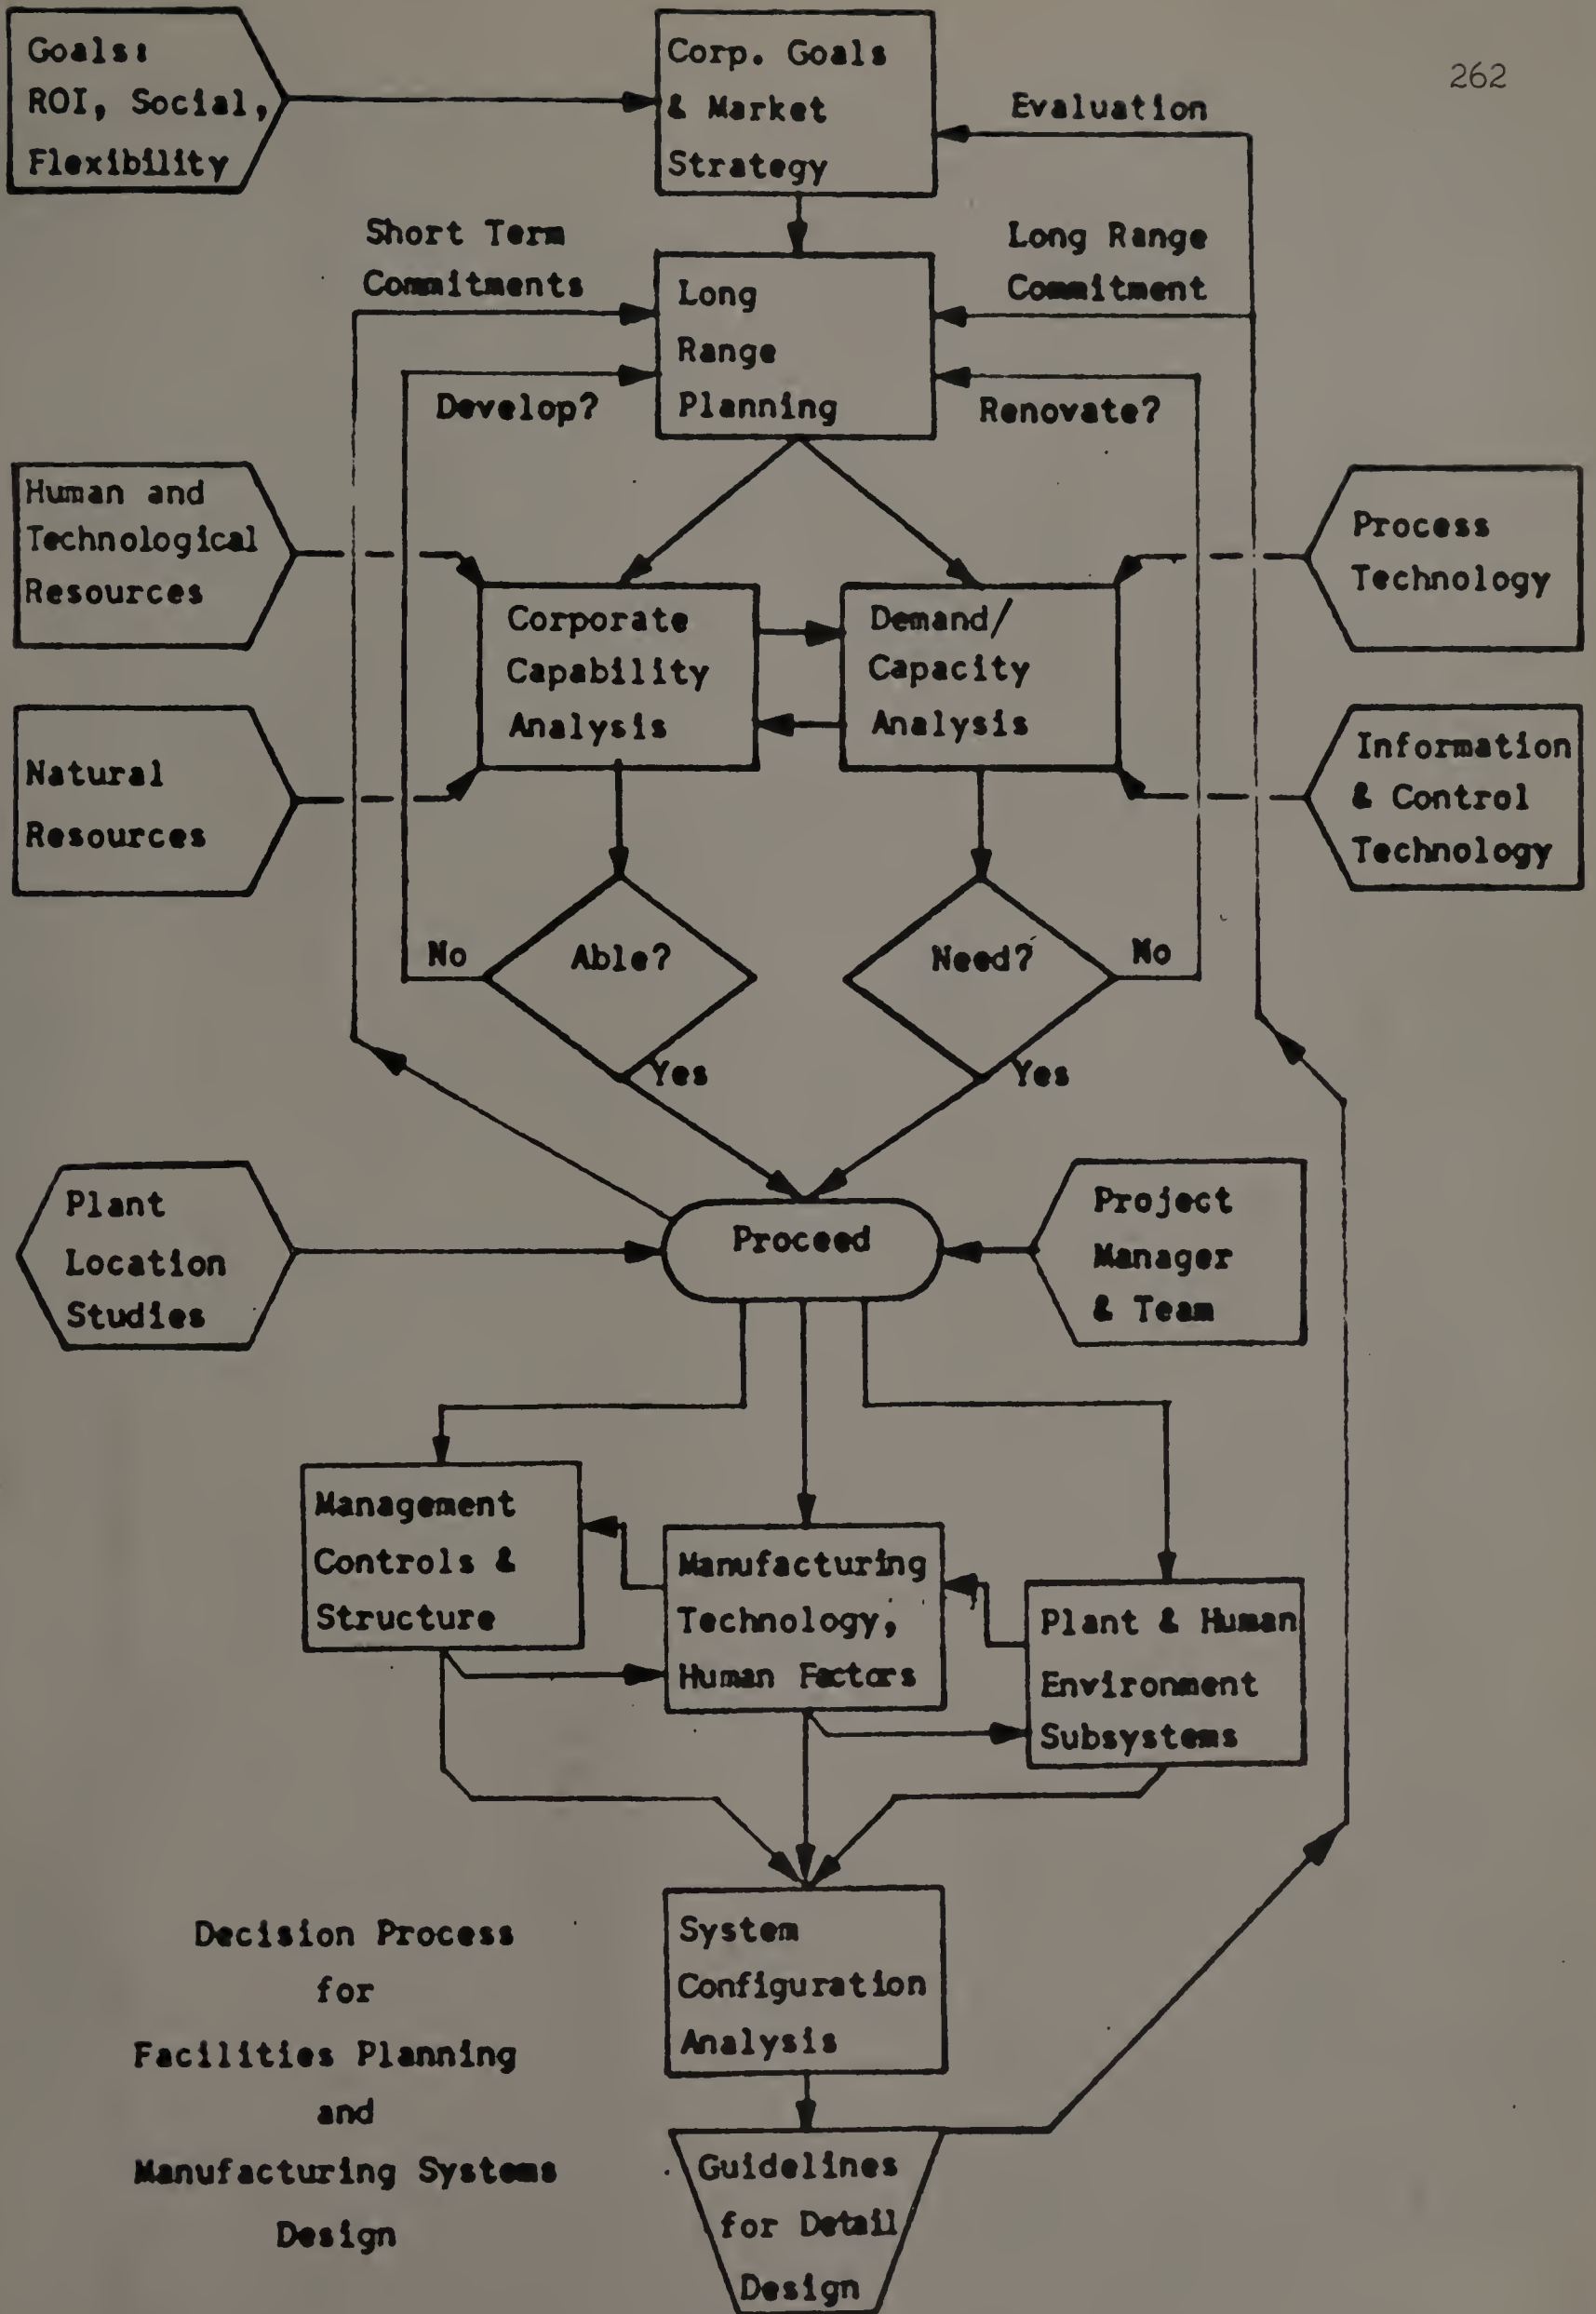 262
Goals:
ROI, Social,
Flexibility
Corp. Goals
& Market
Strategy
Evaluation
Short Term
Commitments
Long
Range
Planning
Long Range
Commitment
Develop?
Renovate?
Human and
Technological
Resources
Process
Technology
Corporate
Capability
Analysis
Demand/
Capacity
Analysis
Natural
Resources
Information
& Control
Technology
No
Able?
Need?
No
Yes
Yes
Plant
Location
Studies
Proceed
Project
Manager
& Team
Management
Controls &
Structure
Manufacturing
Technology,
Human Factors
Plant & Human
Environment
Subsystems
System
Configuration
Analysis
Decision Process
for
Facilities Planning
and
Manufacturing Systems
Design
Guidelines
for Detail
Design